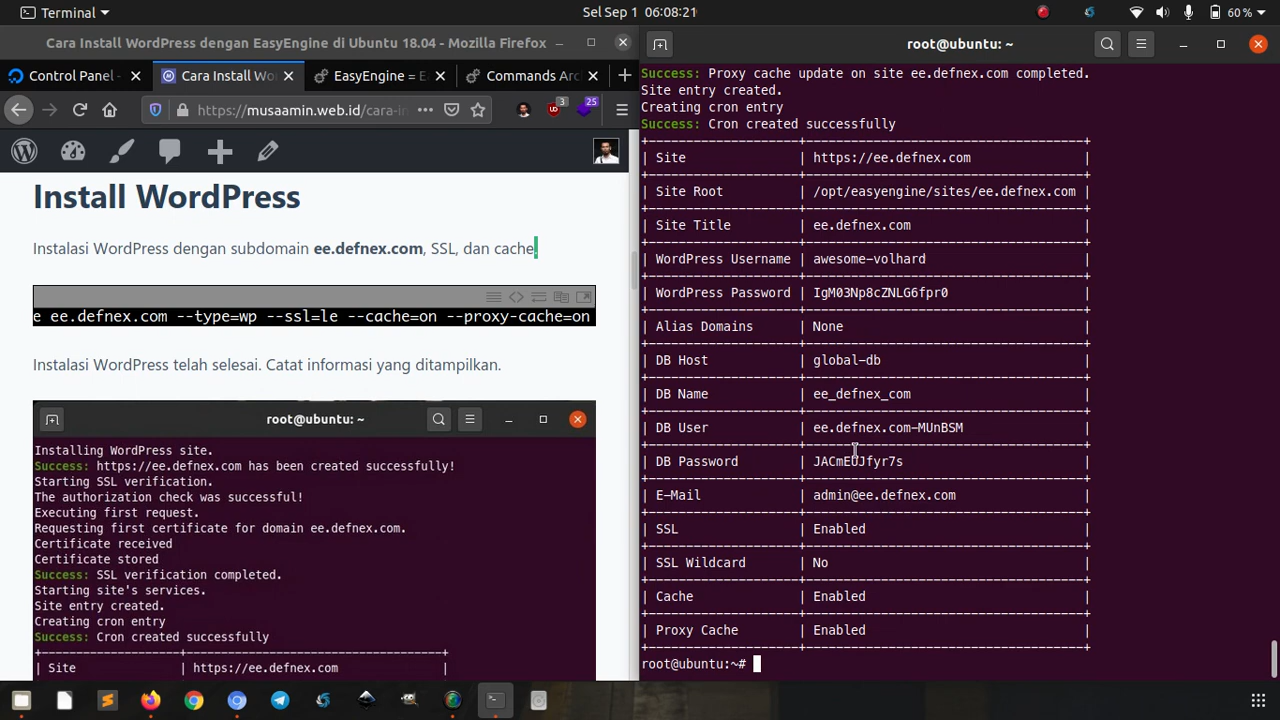 Terminal
Sel Sep 1 06:08:21
60 %
Cara Install WordPress dengan EasyEngine di Ubuntu 18.04 - Mozilla Firefox
Control Panel -
Cara Install Wo
EasyEngine = E
Commands Arc
https://musaamin.web.id/cara-in
3
25
Install WordPress
Instalasi WordPress dengan subdomain ee.defnex.com, SSL, dan cache.
e ee.defnex.com --type=wp --ssl=le --cache=on --proxy-cache=on
Instalasi WordPress telah selesai. Catat informasi yang ditampilkan.
root@ubuntu: ~
Installing WordPress site.
Success: https://ee.defnex.com has been created successfully!
Starting SSL verification.
The authorization check was successful!
Executing first request.
Requesting first certificate for domain ee.defnex.com.
Certificate received
Certificate stored
Success: SSL verification completed.
Starting site's services.
Site entry created.
Creating cron entry
Success: Cron created successfully
| Site | https://ee.defnex.com |
root@ubuntu: ~
Success: Proxy cache update on site ee.defnex.com completed.
Site entry created.
Creating cron entry
Success: Cron created successfully
| Site | https://ee.defnex.com |
| Site Root | /opt/easyengine/sites/ee.defnex.com |
| Site Title | ee.defnex.com |
| WordPress Username | awesome-volhard |
| WordPress Password | IgM03Np8cZNLG6fpr0 |
| Alias Domains | None |
| DB Host | global-db |
| DB Name | ee_defnex_com |
| DB User | ee.defnex.com-MUnBSM |
| DB Password | JACmEUJfyr7s |
| E-Mail | admin@ee.defnex.com |
| SSL | Enabled |
| SSL Wildcard | No |
| Cache | Enabled |
| Proxy Cache | Enabled |
root@ubuntu:~#